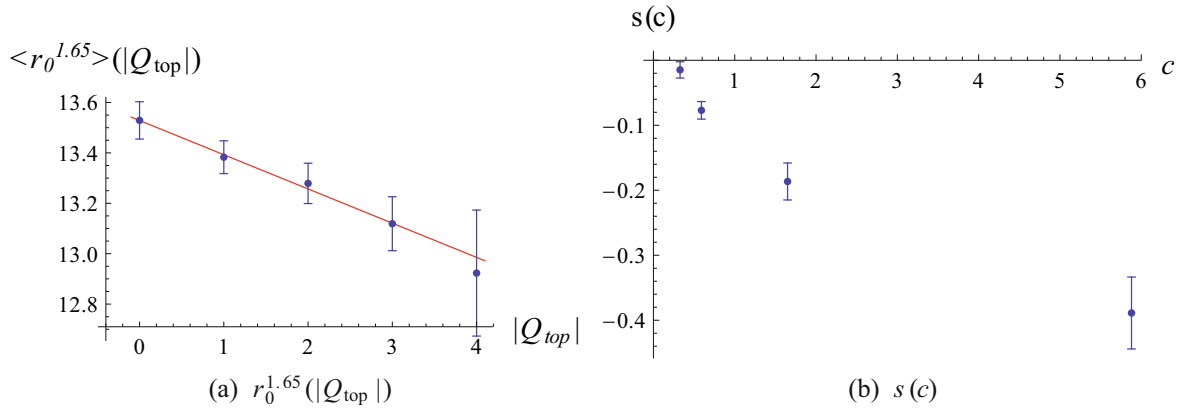 <r₀^1.65>(|Q_top|)
13.6
13.4
13.2
13.0
12.8
0 1 2 3 4
|Q_top|
(a) r₀^1.65(|Q_top|)
s(c)
1 2 3 4 5 6
c
−0.1
−0.2
−0.3
−0.4
(b) s(c)